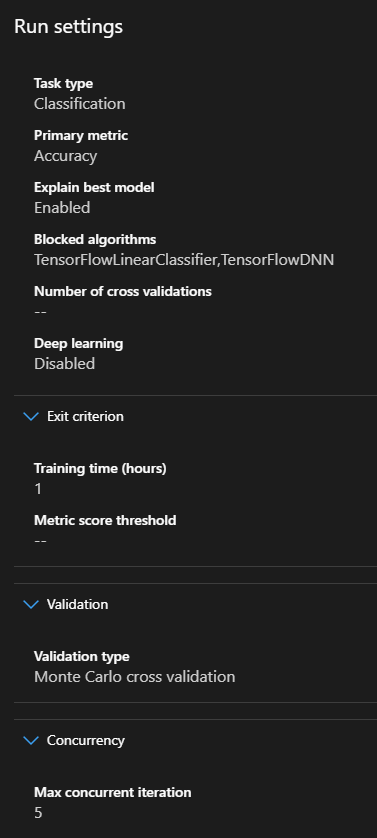 Run settings
Task type
Classification
Primary metric
Accuracy
Explain best model
Enabled
Blocked algorithms
TensorFlowLinearClassifier,TensorFlowDNN
Number of cross validations
--
Deep learning
Disabled
Exit criterion
Training time (hours)
1
Metric score threshold
--
Validation
Validation type
Monte Carlo cross validation
Concurrency
Max concurrent iteration
5